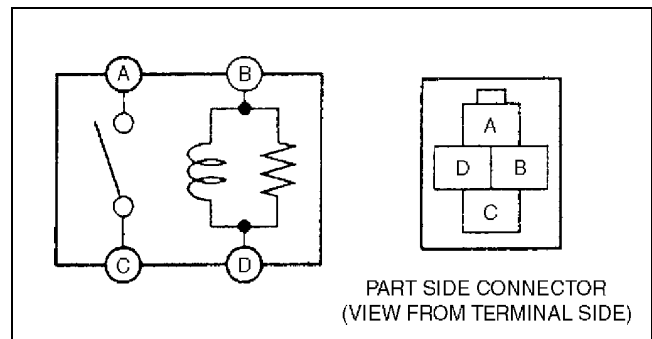 A B
C D
A
D B
C
PART SIDE CONNECTOR
(VIEW FROM TERMINAL SIDE)